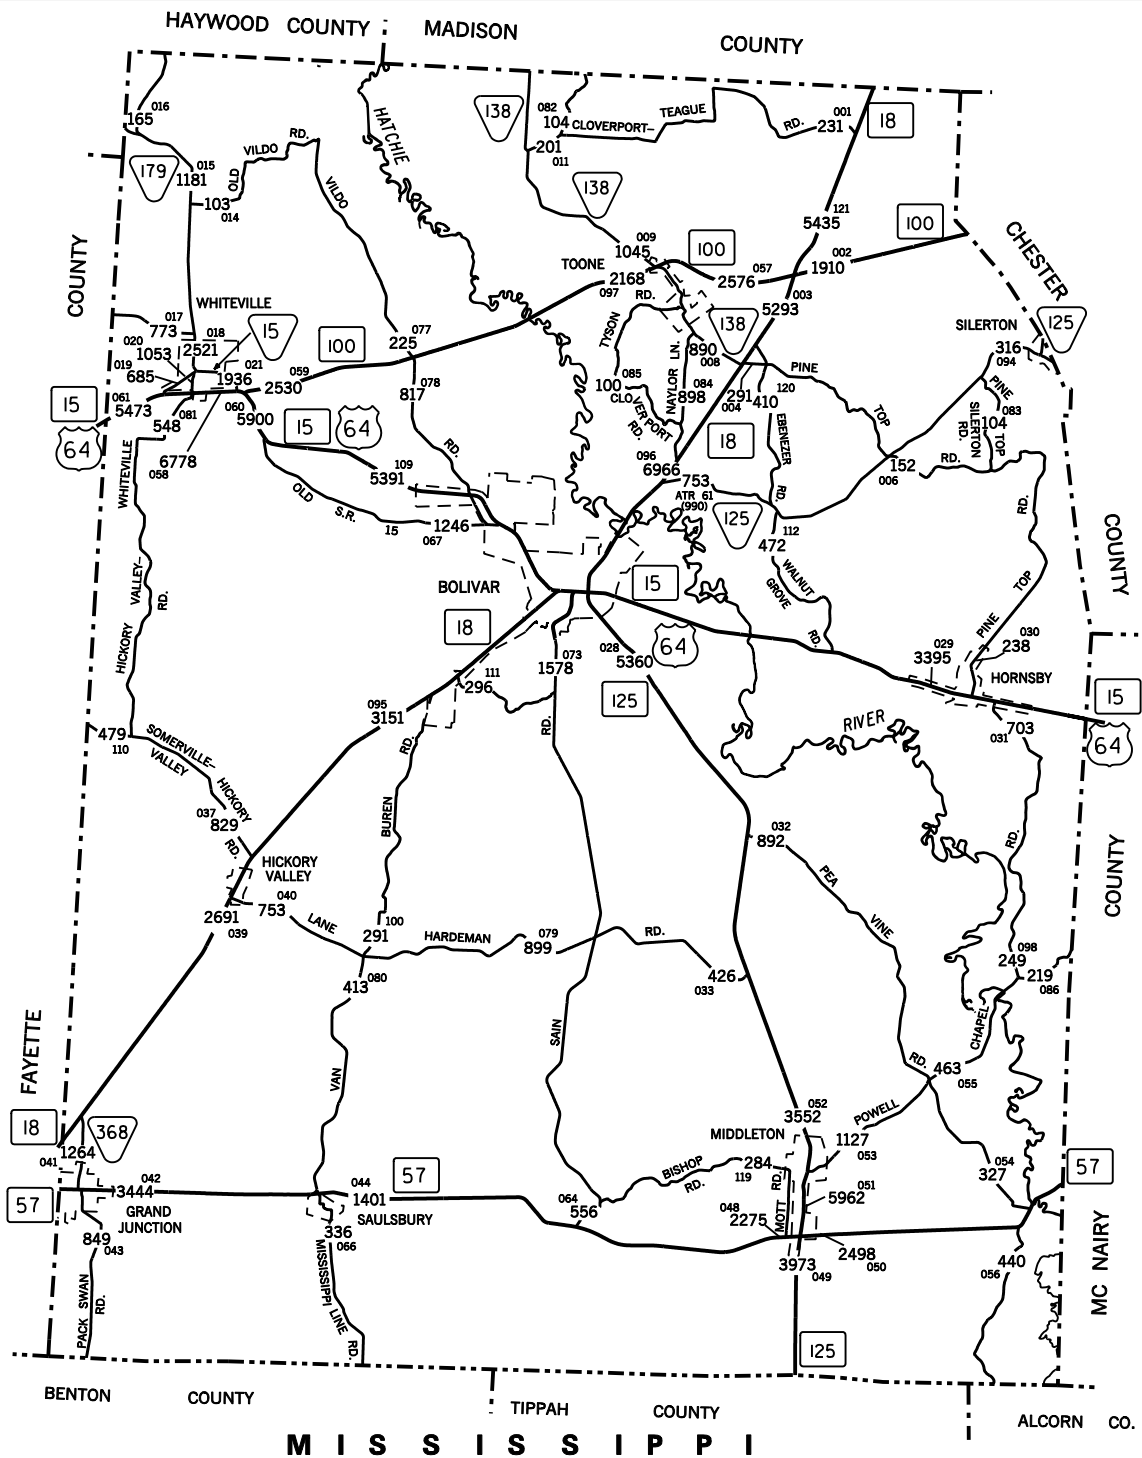 HAYWOOD COUNTY
MADISON
COUNTY
016
165
138
082
104
CLOVERPORT–
TEAGUE
RD.
001
231
18
HATCHIE
201
011
179
015
1181
OLD
VILDO
RD.
VILDO
103
014
138
121
5435
100
COUNTY
009
1045
100
002
1910
CHESTER
TOONE
2168
097
2576
057
WHITEVILLE
RD.
003
5293
017
773
018
15
077
225
100
TYSON
138
SILERTON
125
020
1053
2521
316
094
019
685
021
1936
059
2530
890
008
PINE
NAYLOR LN.
085
100
CLOVERPORT
RD.
084
898
291
004
120
410
078
817
PINE
083
104
TOP
SILERTON
RD.
15
061
5473
64
548
081
060
5900
15
64
TOP
EBENEZER
RD.
18
6778
058
WHITEVILLE
109
5391
RD.
096
6966
753
ATR 61
(990)
152
006
RD.
OLD
S.R.
15
1246
067
125
112
472
RD.
COUNTY
VALLEY–
RD.
HICKORY
BOLIVAR
15
WALNUT
GROVE
RD.
TOP
PINE
18
64
073
1578
028
5360
029
3395
030
238
HORNSBY
111
296
125
15
64
095
3151
RD.
RD.
RIVER
703
031
479
110
SOMERVILLE–
VALLEY
HICKORY
RD.
037
829
BUREN
032
892
PEA
VINE
RD.
RD.
HICKORY
VALLEY
COUNTY
040
753
2691
039
LANE
100
291
HARDEMAN
079
899
RD.
080
413
426
033
098
249
219
086
CHAPEL
FAYETTE
SAIN
VAN
463
055
POWELL
052
3552
18
368
1264
041
MIDDLETON
1127
053
57
042
3444
044
1401
57
BISHOP
RD.
284
119
RD.
MOTT
054
327
57
051
5962
GRAND
JUNCTION
SAULSBURY
064
556
048
2275
849
043
336
066
2498
050
3973
049
440
056
MC NAIRY
PACK SWAN
RD.
MISSISSIPPI LINE
RD.
125
BENTON
COUNTY
TIPPAH
COUNTY
ALCORN CO.
MISSISSIPPI